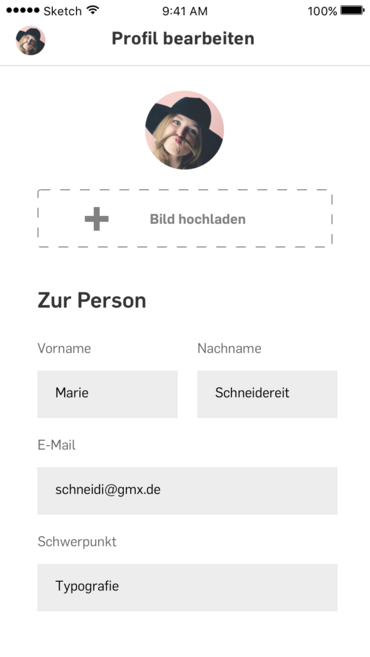 Sketch 9:41 AM 100%
Profil bearbeiten
Bild hochladen
Zur Person
Vorname Nachname
Marie Schneidereit
E-Mail
schneidi@gmx.de
Schwerpunkt
Typografie